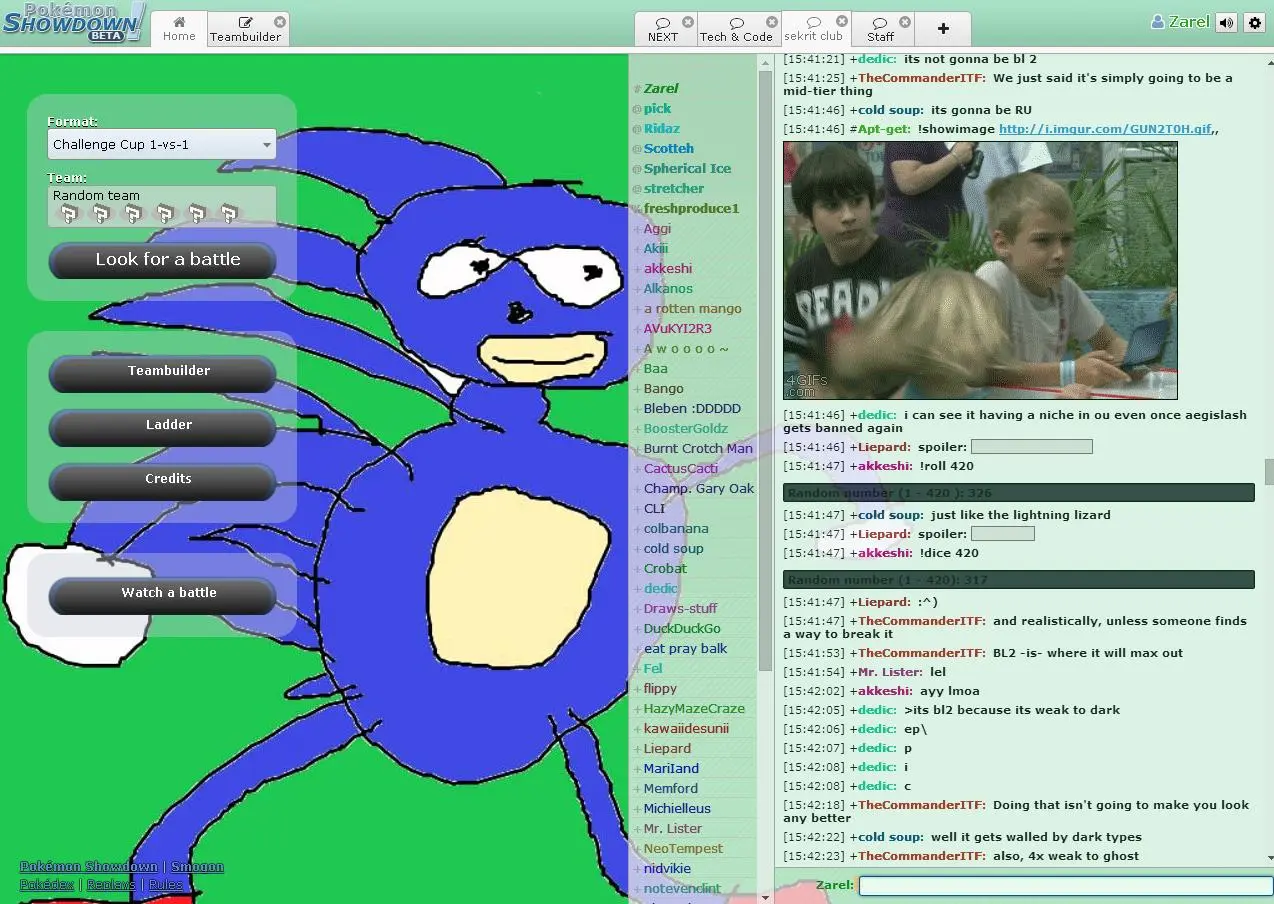 Pokémon
SHOWDOWN!
BETA
Home
Teambuilder
NEXT
Tech & Code
sekrit club
Staff
+
Zarel
Format:
Challenge Cup 1-vs-1
Team:
Random team
Look for a battle
Teambuilder
Ladder
Credits
Watch a battle
Pokémon Showdown | Smogon
Pokédex | Replays | Rules
#Zarel
@pick
@Ridaz
@Scotteh
@Spherical Ice
@stretcher
%freshproduce1
+Aggi
+Akiii
+akkeshi
+Alkanos
+a rotten mango
+AVuKYI2R3
+A w o o o o ~
+Baa
+Bango
+Bleben :DDDDD
+BoosterGoldz
+Burnt Crotch Man
+CactusCacti
+Champ. Gary Oak
+CLI
+colbanana
+cold soup
+Crobat
+dedic
+Draws-stuff
+DuckDuckGo
+eat pray balk
+Fel
+flippy
+HazyMazeCraze
+kawaiidesunii
+Liepard
+MariIand
+Memford
+Michielleus
+Mr. Lister
+NeoTempest
+nidvikie
+notevenclint
[15:41:21] +dedic: its not gonna be bl 2
[15:41:25] +TheCommanderITF: We just said it's simply going to be a
mid-tier thing
[15:41:46] +cold soup: its gonna be RU
[15:41:46] #Apt-get: !showimage http://i.imgur.com/GUN2T0H.gif,,
4GIFs
.com
[15:41:46] +dedic: i can see it having a niche in ou even once aegislash
gets banned again
[15:41:46] +Liepard: spoiler:
[15:41:47] +akkeshi: !roll 420
Random number (1 - 420 ): 326
[15:41:47] +cold soup: just like the lightning lizard
[15:41:47] +Liepard: spoiler:
[15:41:47] +akkeshi: !dice 420
Random number (1 - 420): 317
[15:41:47] +Liepard: :^)
[15:41:47] +TheCommanderITF: and realistically, unless someone finds
a way to break it
[15:41:53] +TheCommanderITF: BL2 -is- where it will max out
[15:41:54] +Mr. Lister: lel
[15:42:02] +akkeshi: ayy lmoa
[15:42:05] +dedic: >its bl2 because its weak to dark
[15:42:06] +dedic: ep\
[15:42:07] +dedic: p
[15:42:08] +dedic: i
[15:42:08] +dedic: c
[15:42:18] +TheCommanderITF: Doing that isn't going to make you look
any better
[15:42:22] +cold soup: well it gets walled by dark types
[15:42:23] +TheCommanderITF: also, 4x weak to ghost
Zarel: